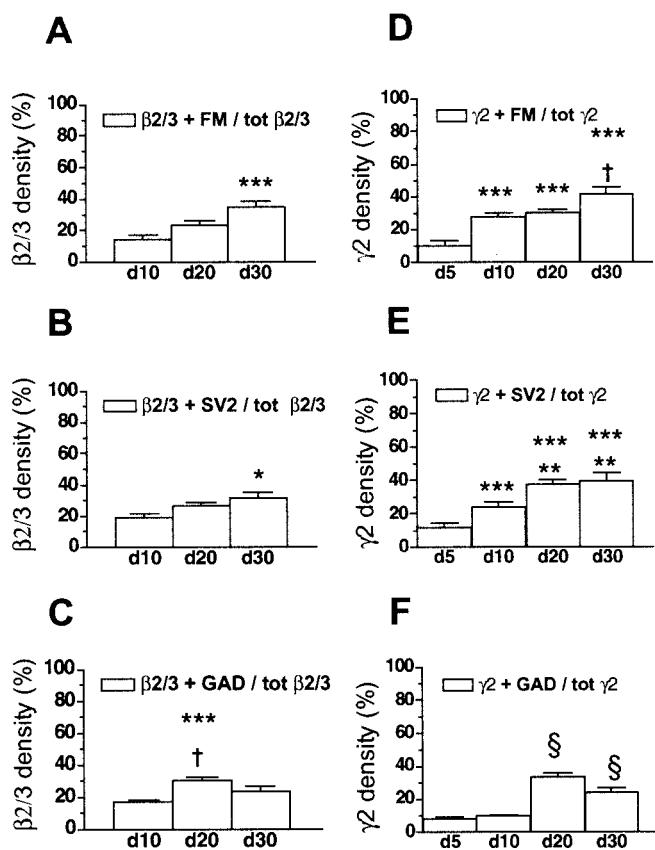 A
β2/3 density (%)
100
80
60
40
20
0
β2/3 + FM / tot β2/3
***
d10 d20 d30
B
β2/3 density (%)
100
80
60
40
20
0
β2/3 + SV2 / tot β2/3
*
d10 d20 d30
C
β2/3 density (%)
100
80
60
40
20
0
β2/3 + GAD / tot β2/3
***
†
d10 d20 d30
D
γ2 density (%)
100
80
60
40
20
0
γ2 + FM / tot γ2
***
*** *** †
d5 d10 d20 d30
E
γ2 density (%)
100
80
60
40
20
0
γ2 + SV2 / tot γ2
*** ***
*** ** **
d5 d10 d20 d30
F
γ2 density (%)
100
80
60
40
20
0
γ2 + GAD / tot γ2
§ §
d5 d10 d20 d30